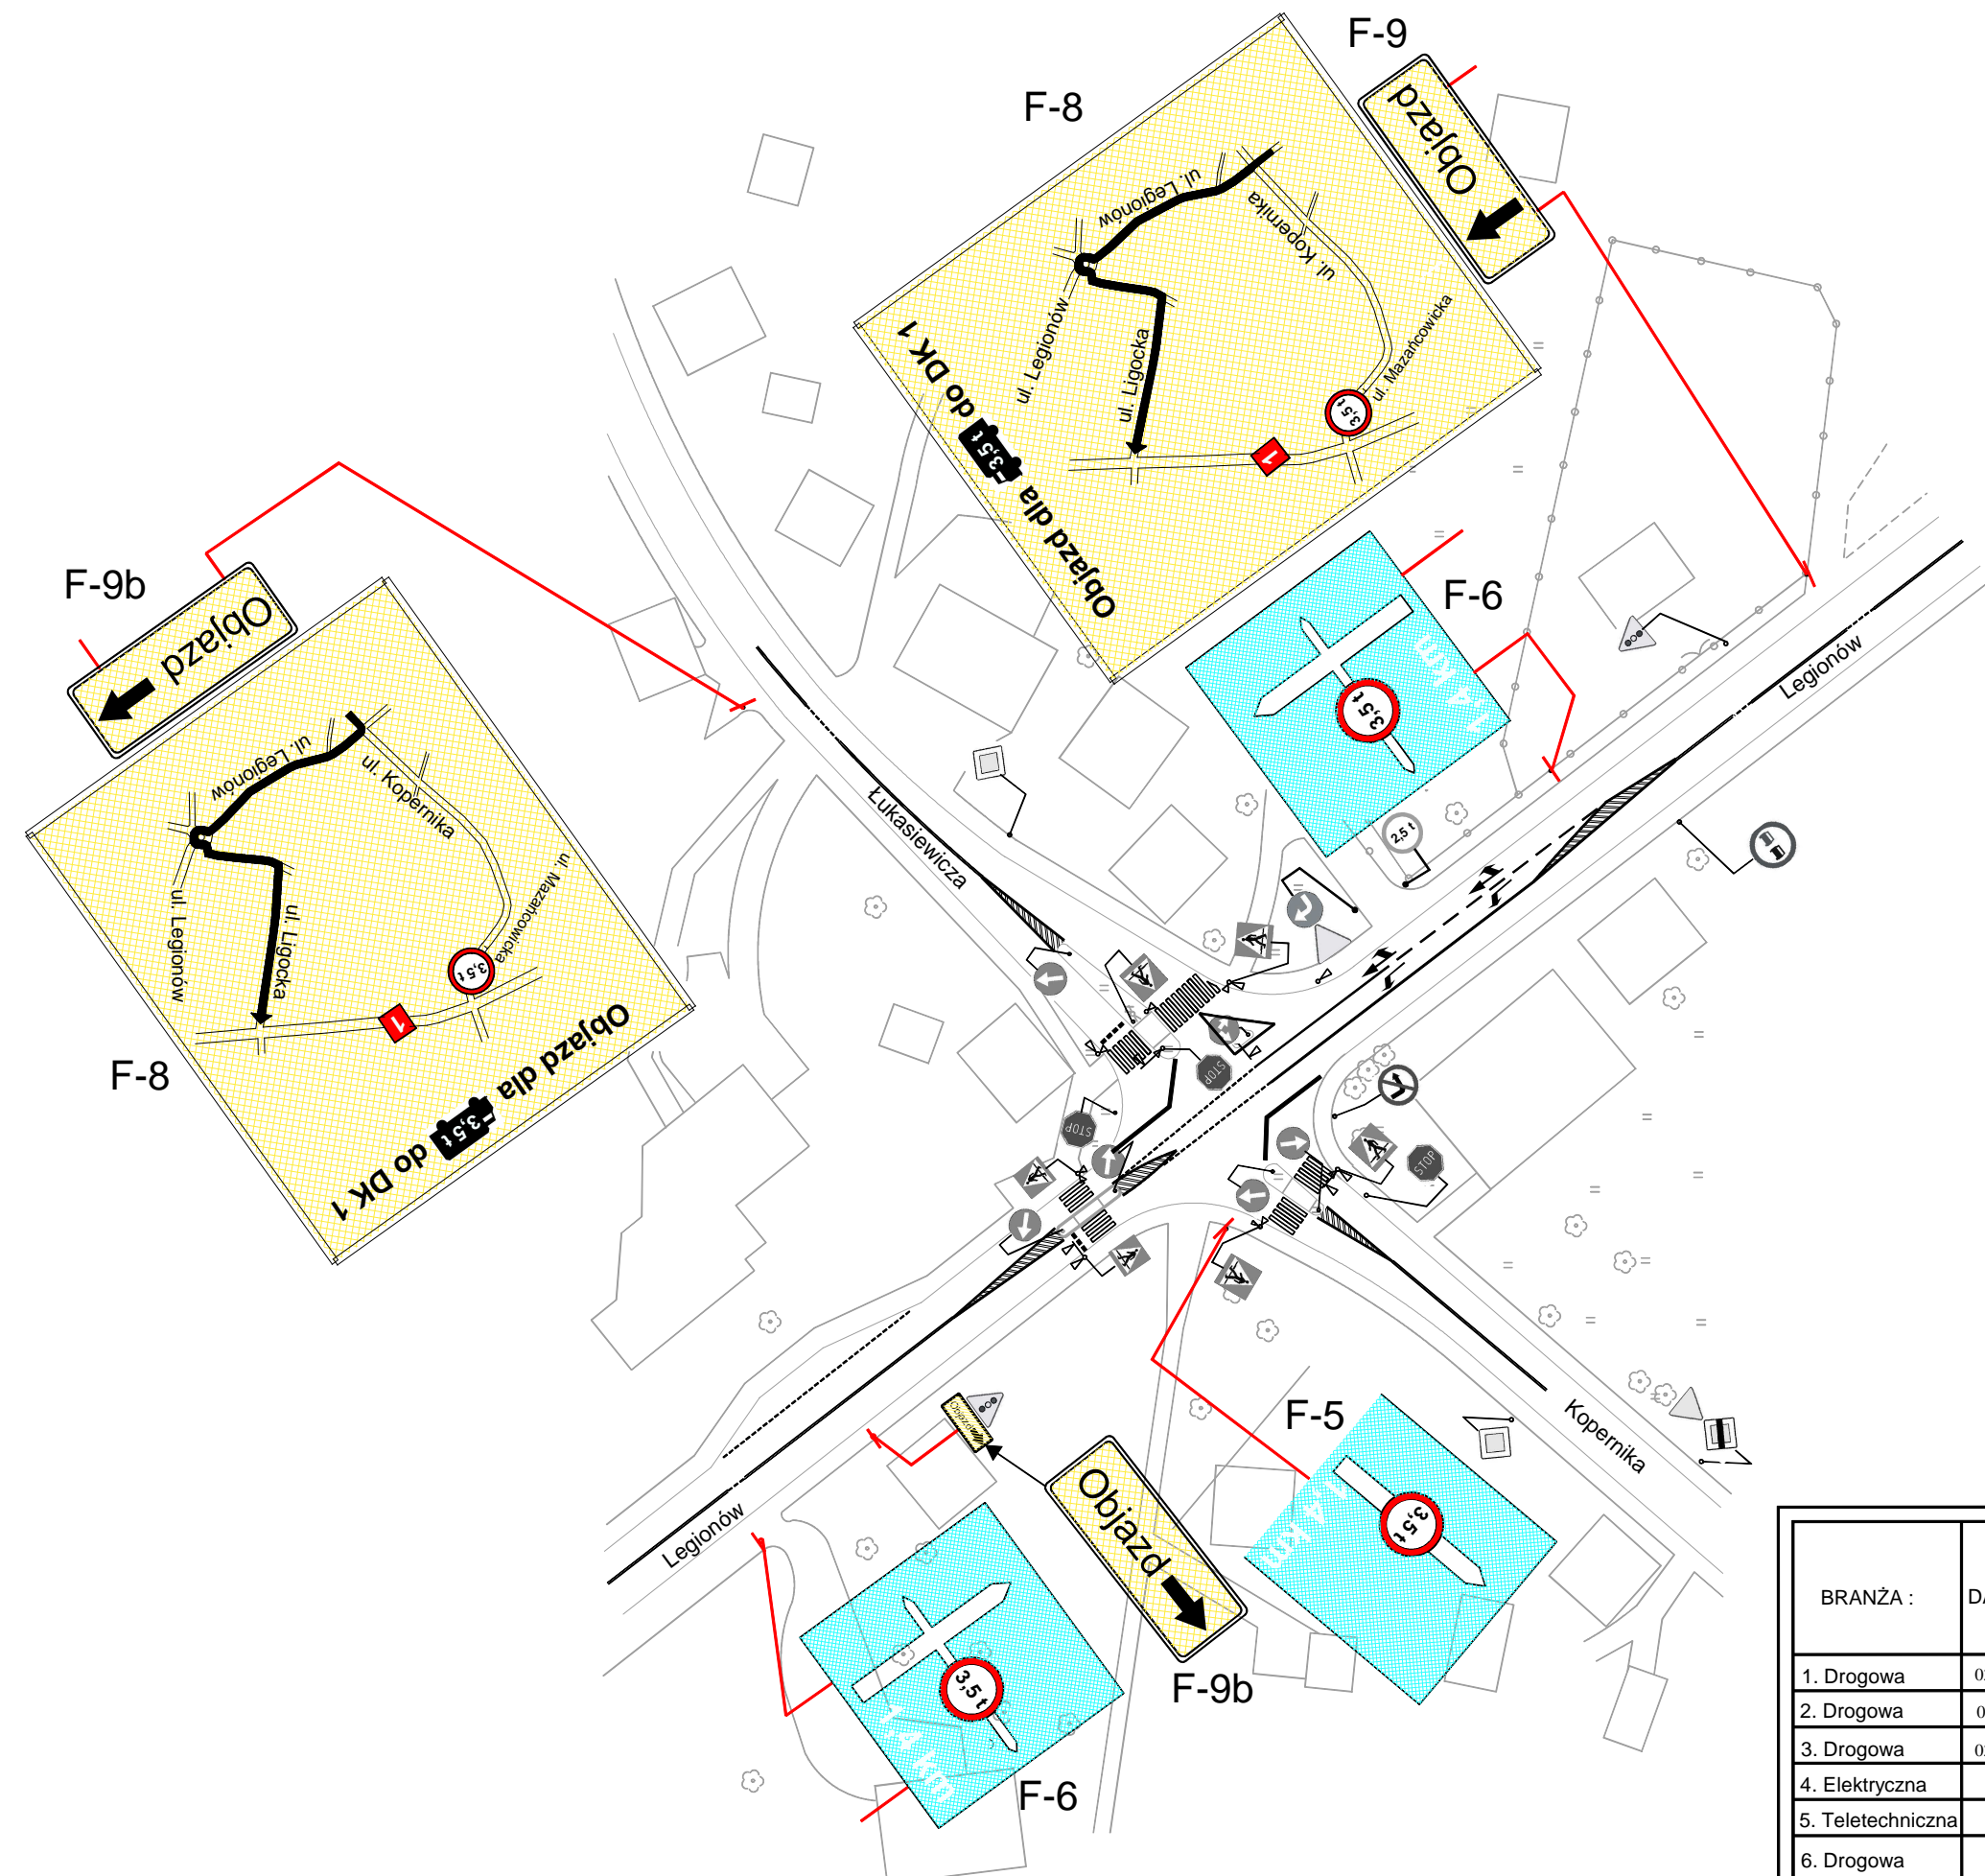 F-9
Objazd
F-8
ul. Legionów
ul. Kopernika
ul. Legionów
ul. Ligocka
ul. Mazańcowicka
3,5 t
1
Objazd dla 3,5 t do DK 1
F-6
1,4 km
3,5 t
Legionów
2,5 t
F-9b
Objazd
ul. Legionów
ul. Kopernika
ul. Legionów
ul. Ligocka
ul. Mazańcowicka
3,5 t
1
Objazd dla 3,5 t do DK 1
F-8
Łukasiewicza
STOP
STOP
STOP
Kopernika
F-5
1,4 km
3,5 t
Objazd
Objazd
F-9b
Legionów
3,5 t
1,4 km
F-6
BRANŻA :
1. Drogowa
2. Drogowa
3. Drogowa
4. Elektryczna
5. Teletechniczna
6. Drogowa